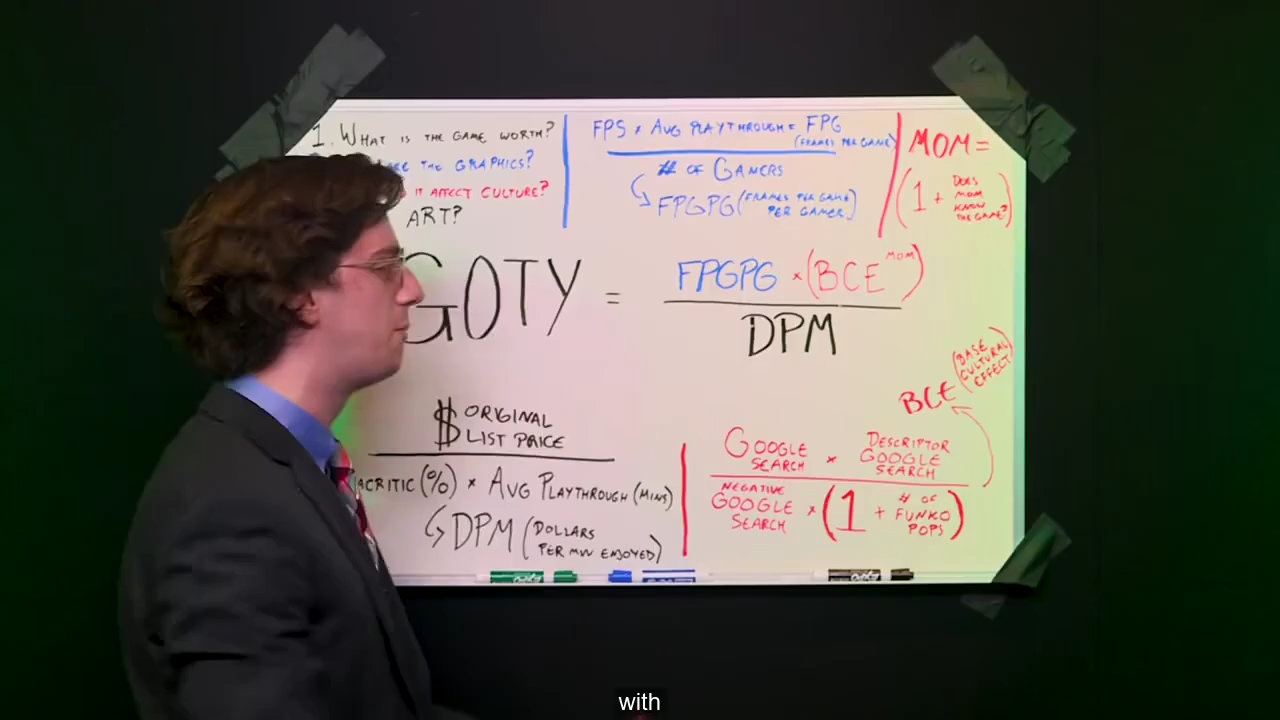 1. WHAT IS THE GAME WORTH?
ARE THE GRAPHICS?
IT AFFECT CULTURE?
ART?
FPS × AVG PLAYTHROUGH = FPG
(FRAMES PER GAME)
# OF GAMERS
FPGPG (FRAMES PER GAME
PER GAMER)
MOM =
(1 + DOES
MOM
KNOW
THE GAME?)
GOTY = FPGPG × (BCE^MOM)
DPM
$ ORIGINAL
LIST PRICE
ACRITIC (%) × AVG PLAYTHROUGH (MINS)
DPM (DOLLARS
PER MIN ENJOYED)
BCE (BASE
CULTURAL
EFFECT)
GOOGLE
SEARCH × DESCRIPTOR
GOOGLE
SEARCH
NEGATIVE
GOOGLE
SEARCH × (1 + # OF
FUNKO
POPS)
with